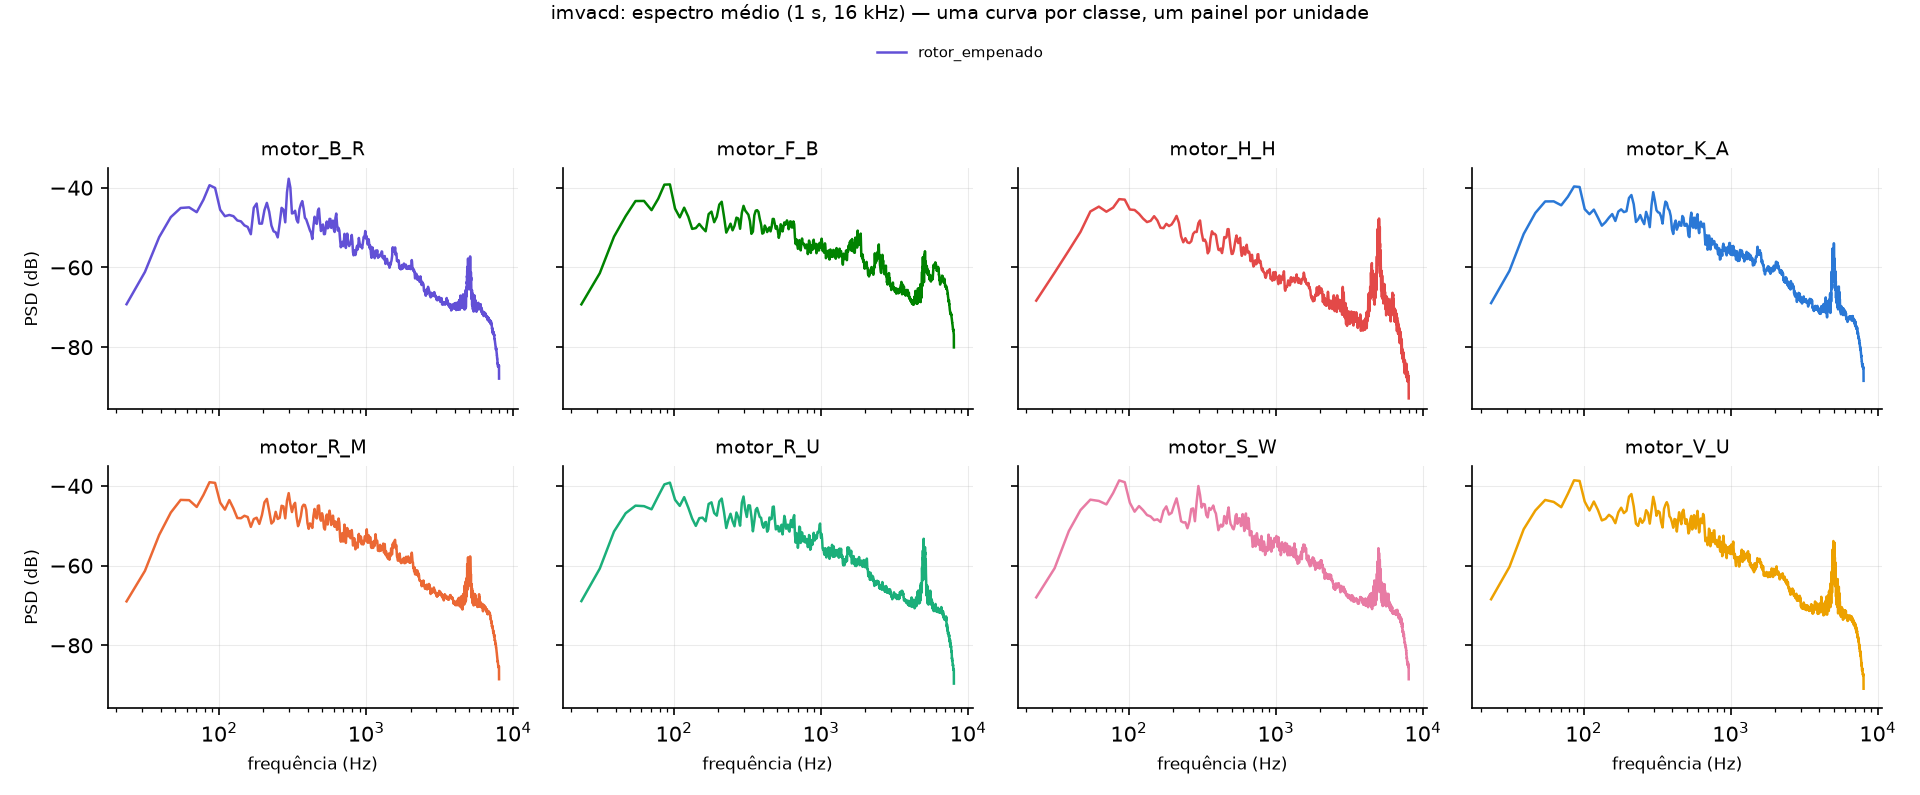 imvacd: espectro médio (1 s, 16 kHz) — uma curva por classe, um painel por unidade
rotor_empenado
motor_B_R
motor_F_B
motor_H_H
motor_K_A
PSD (dB)
−40
−60
−80
motor_R_M
motor_R_U
motor_S_W
motor_V_U
PSD (dB)
−40
−60
−80
10² 10³ 10⁴
10² 10³ 10⁴
10² 10³ 10⁴
10² 10³ 10⁴
frequência (Hz)
frequência (Hz)
frequência (Hz)
frequência (Hz)